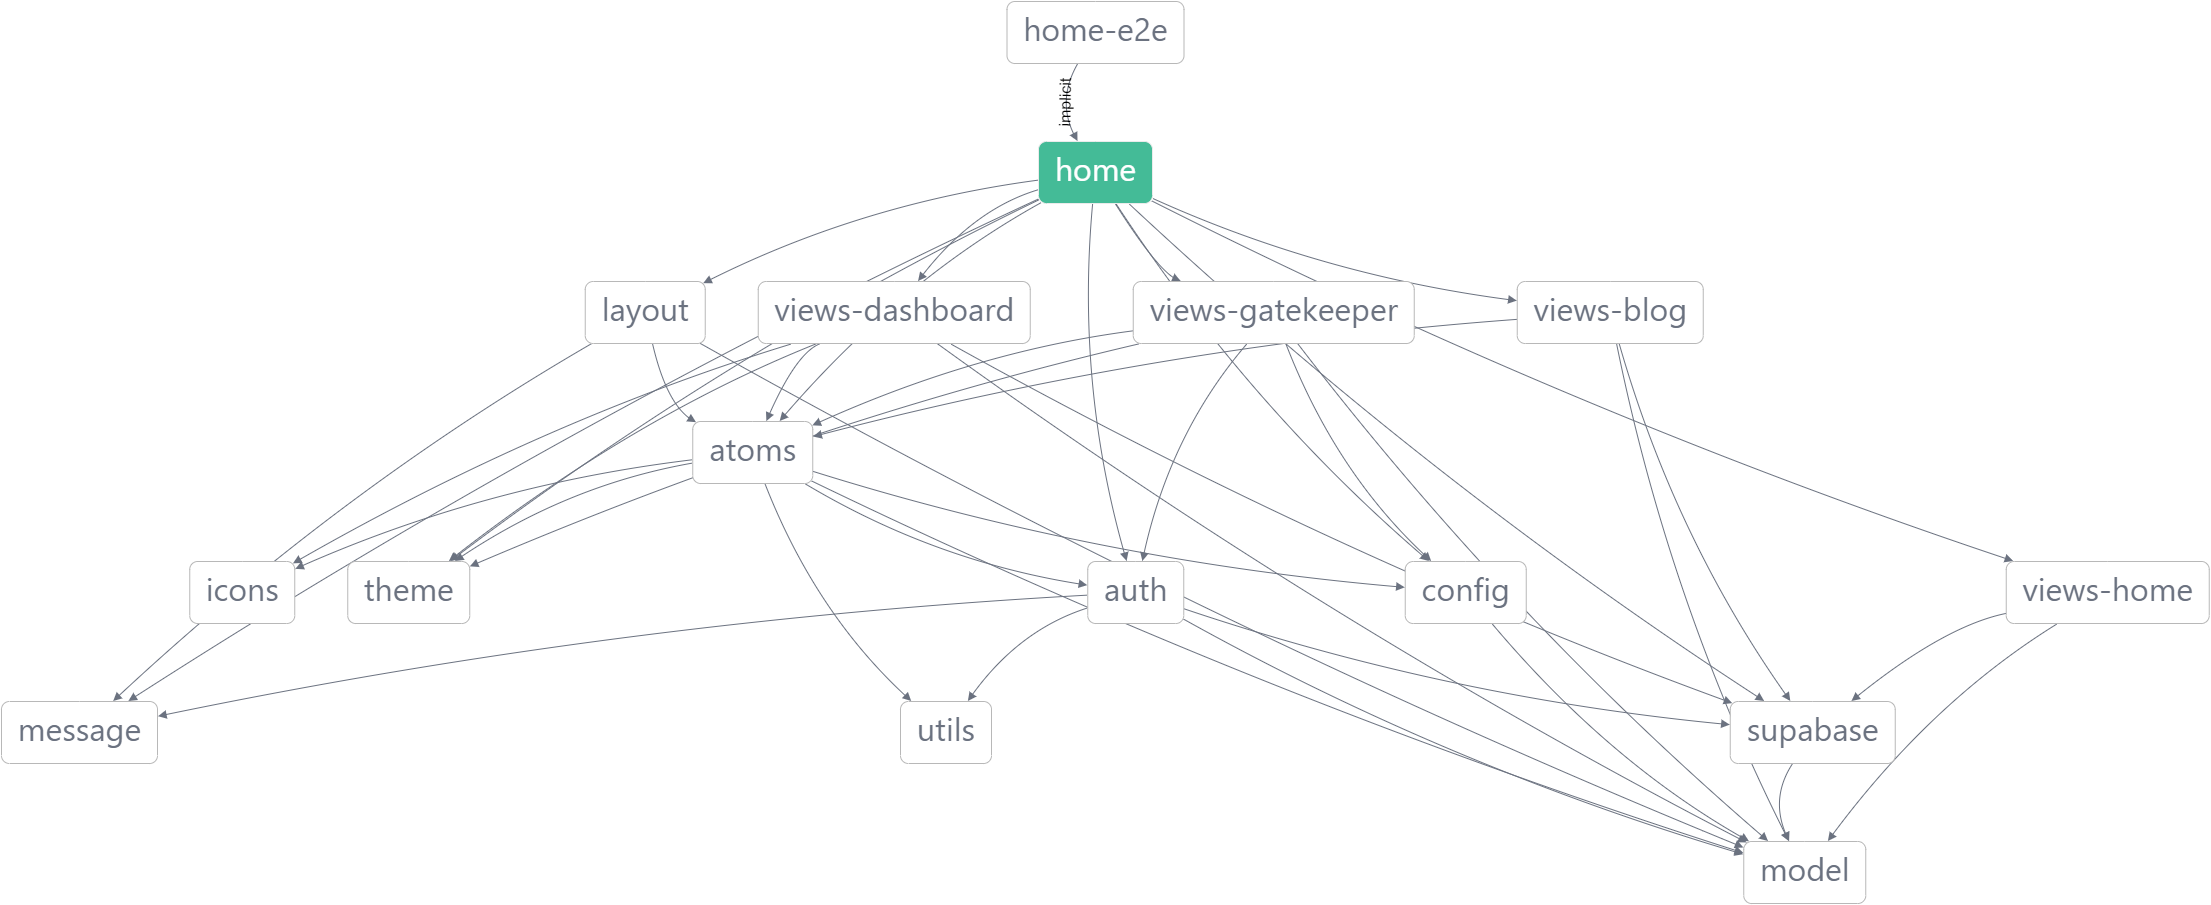 home-e2e
implicit
home
layout
views-dashboard
views-gatekeeper
views-blog
atoms
icons
theme
auth
config
views-home
message
utils
supabase
model